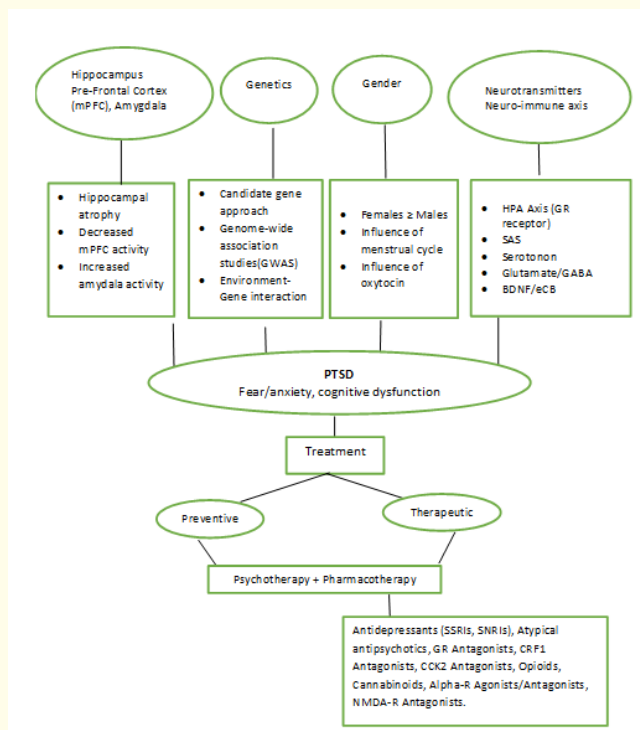 Hippocampus
Pre-Frontal Cortex
(mPFC), Amygdala
Genetics
Gender
Neurotransmitters
Neuro-immune axis
• Hippocampal
atrophy
• Decreased
mPFC activity
• Increased
amydala activity
• Candidate gene
approach
• Genome-wide
association
studies(GWAS)
• Environment-
Gene interaction
• Females ≥ Males
• Influence of
menstrual cycle
• Influence of
oxytocin
• HPA Axis (GR
receptor)
• SAS
• Serotonon
• Glutamate/GABA
• BDNF/eCB
PTSD
Fear/anxiety, cognitive dysfunction
Treatment
Preventive
Therapeutic
Psychotherapy + Pharmacotherapy
Antidepressants (SSRIs, SNRIs), Atypical
antipsychotics, GR Antagonists, CRF1
Antagonists, CCK2 Antagonists, Opioids,
Cannabinoids, Alpha-R Agonists/Antagonists,
NMDA-R Antagonists.